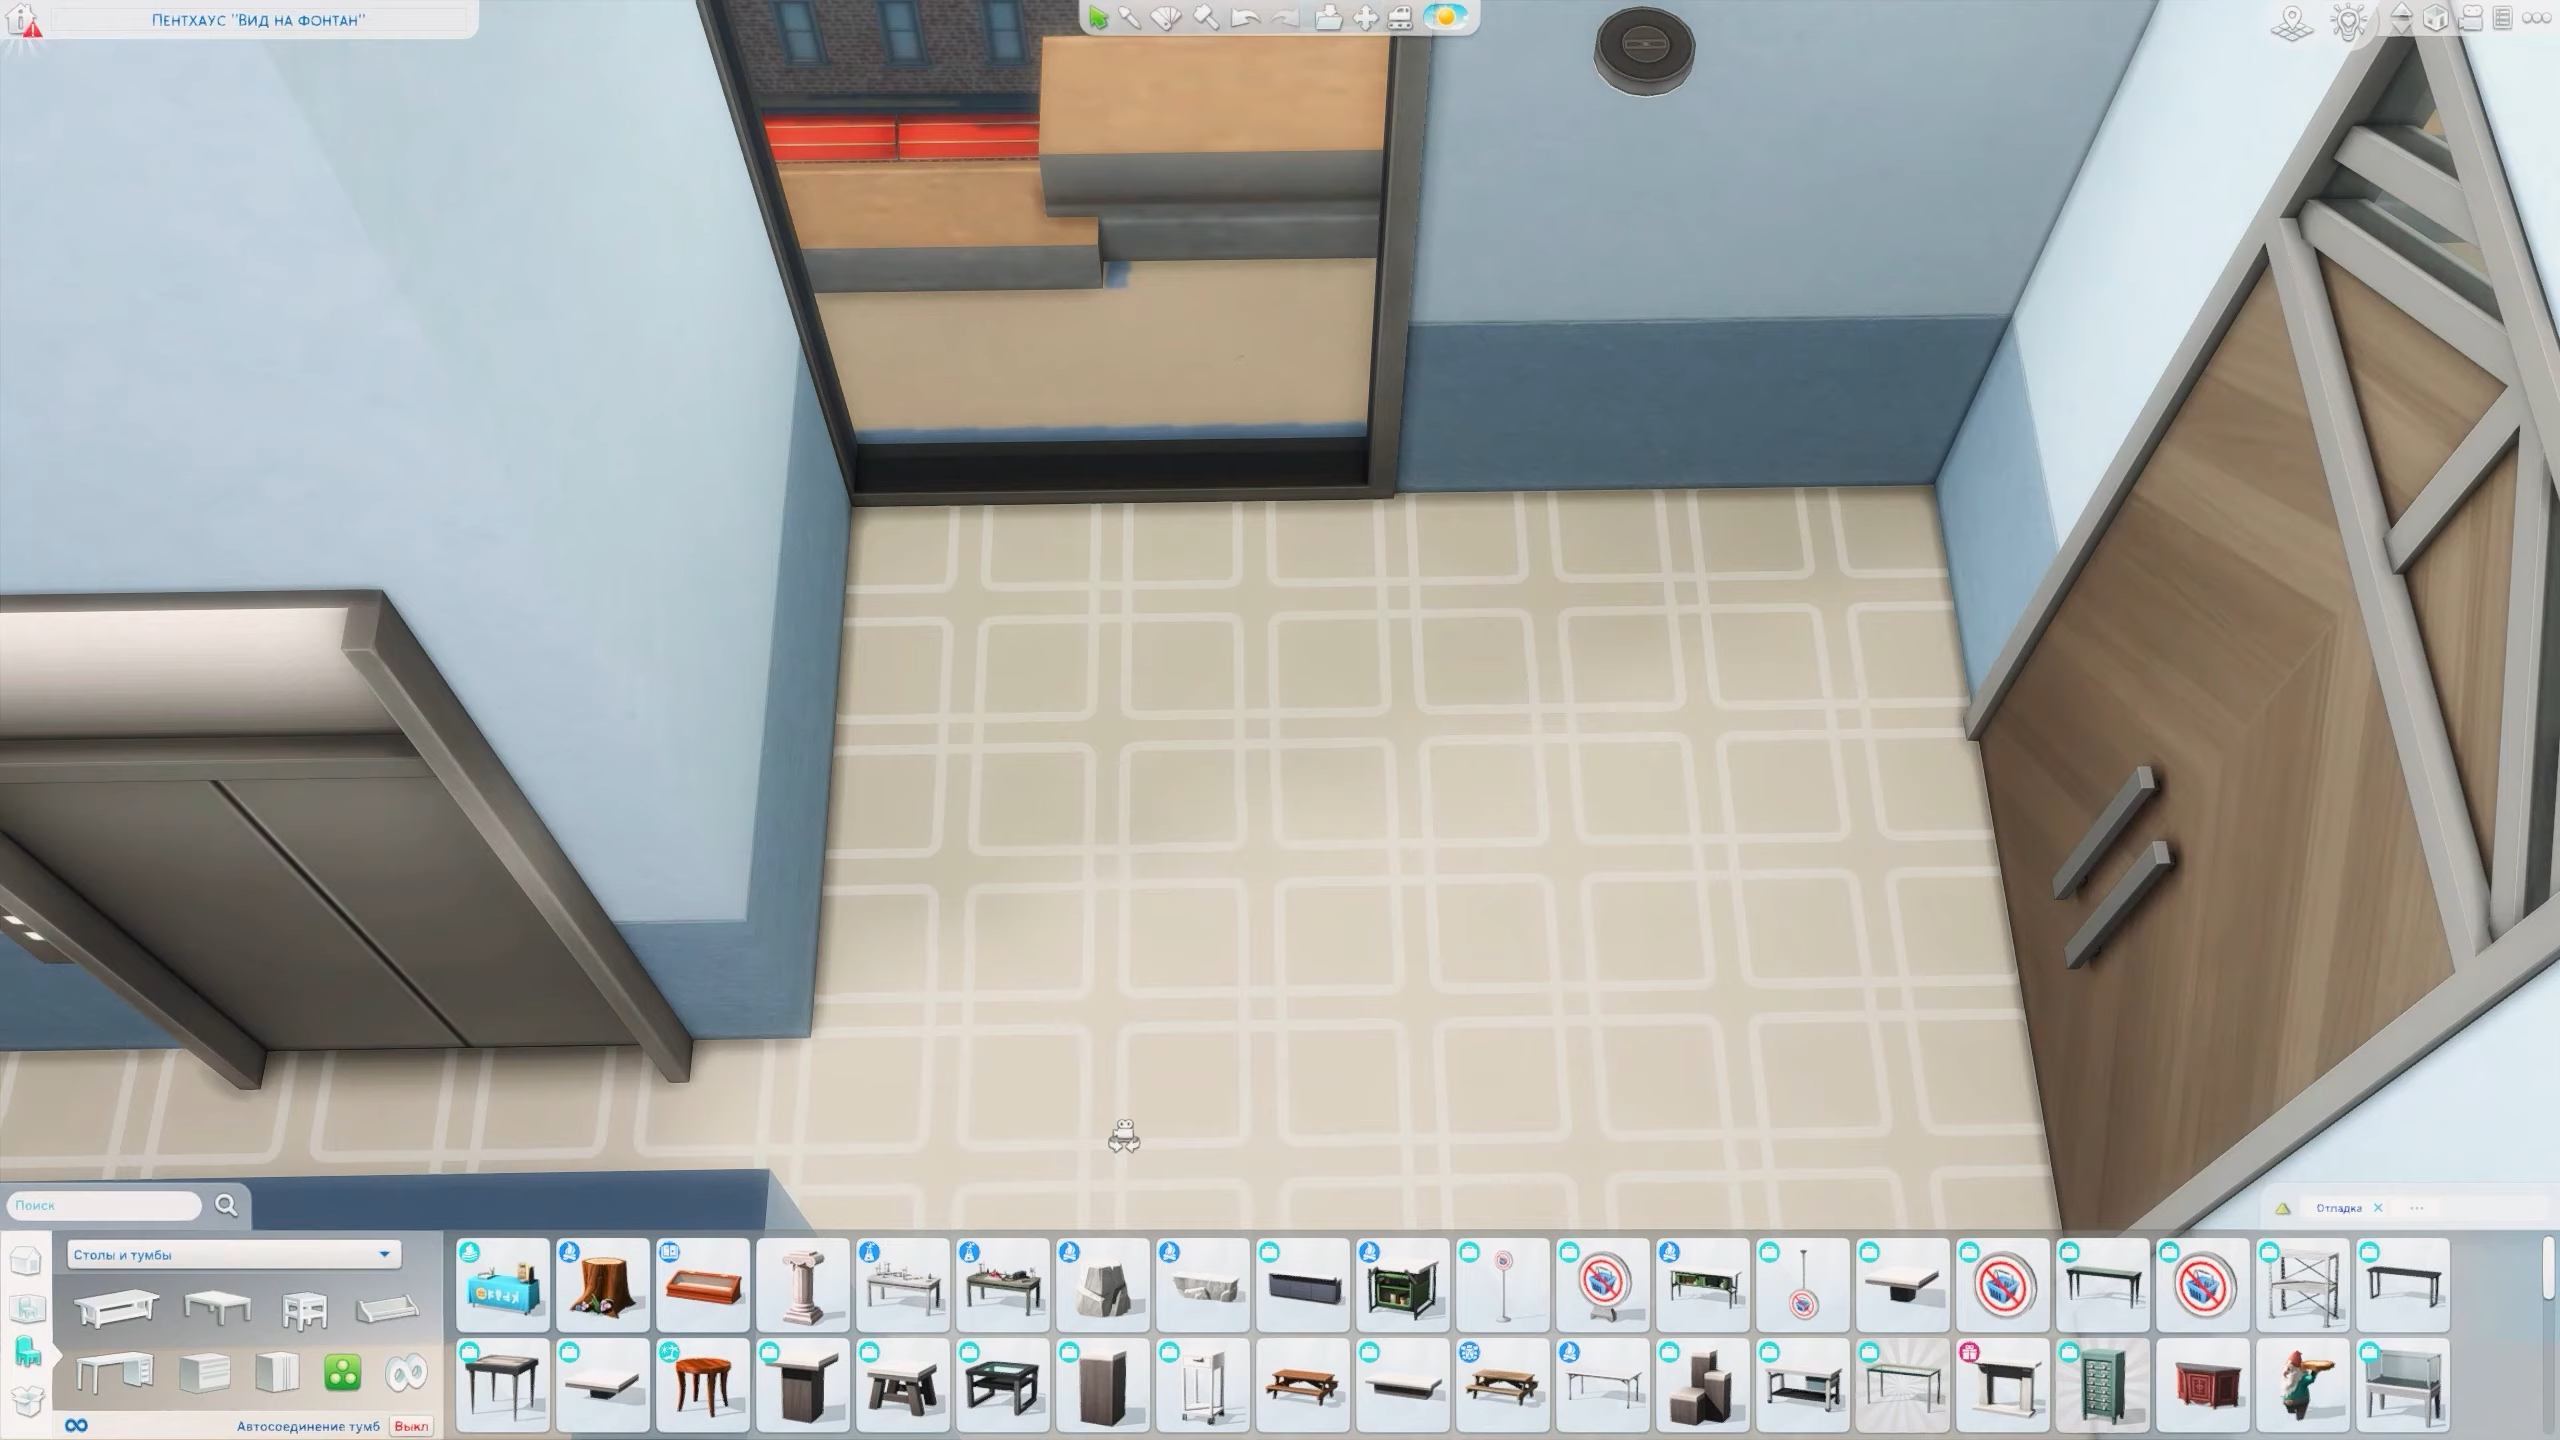 Пентхаус "Вид на фонтан"
Поиск
Отладка
Столы и тумбы
Автосоединение тумб Выкл